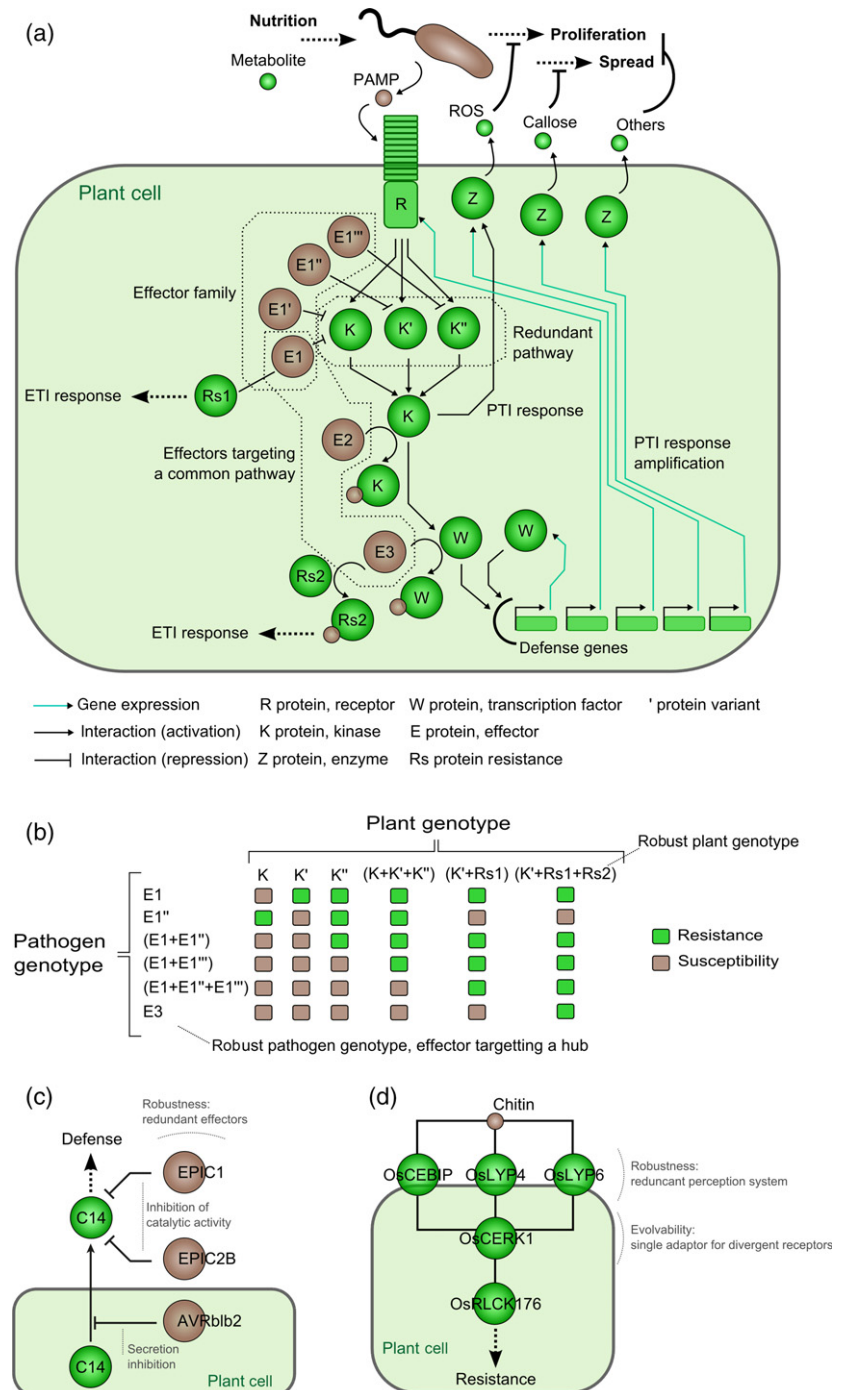 (a)
Nutrition
Metabolite
Proliferation
Spread
PAMP
ROS
Callose
Others
Plant cell
R
Z
Z
Z
E1'''
E1''
Effector family
E1'
E1
K
K'
K''
Redundant
pathway
Rs1
ETI response
K
PTI response
E2
Effectors targeting
a common pathway
K
PTI response
amplification
W
W
E3
Rs2
W
Rs2
ETI response
Defense genes
Gene expression
R protein, receptor
W protein, transcription factor
' protein variant
Interaction (activation)
K protein, kinase
E protein, effector
Interaction (repression)
Z protein, enzyme
Rs protein resistance
(b)
Plant genotype
Robust plant genotype
K K' K'' (K+K'+K'') (K'+Rs1) (K'+Rs1+Rs2)
Pathogen
genotype
E1
E1''
(E1+E1'')
(E1+E1''')
(E1+E1''+E1''')
E3
Resistance
Susceptibility
Robust pathogen genotype, effector targetting a hub
(c)
Robustness:
redundant effectors
Defense
EPIC1
C14
Inhibition of
catalytic activity
EPIC2B
AVRblb2
C14
Secretion
inhibition
Plant cell
(d)
Chitin
OsCEBIP
OsLYP4
OsLYP6
Robustness:
reduncant perception system
OsCERK1
Evolvability:
single adaptor for divergent receptors
OsRLCK176
Plant cell
Resistance